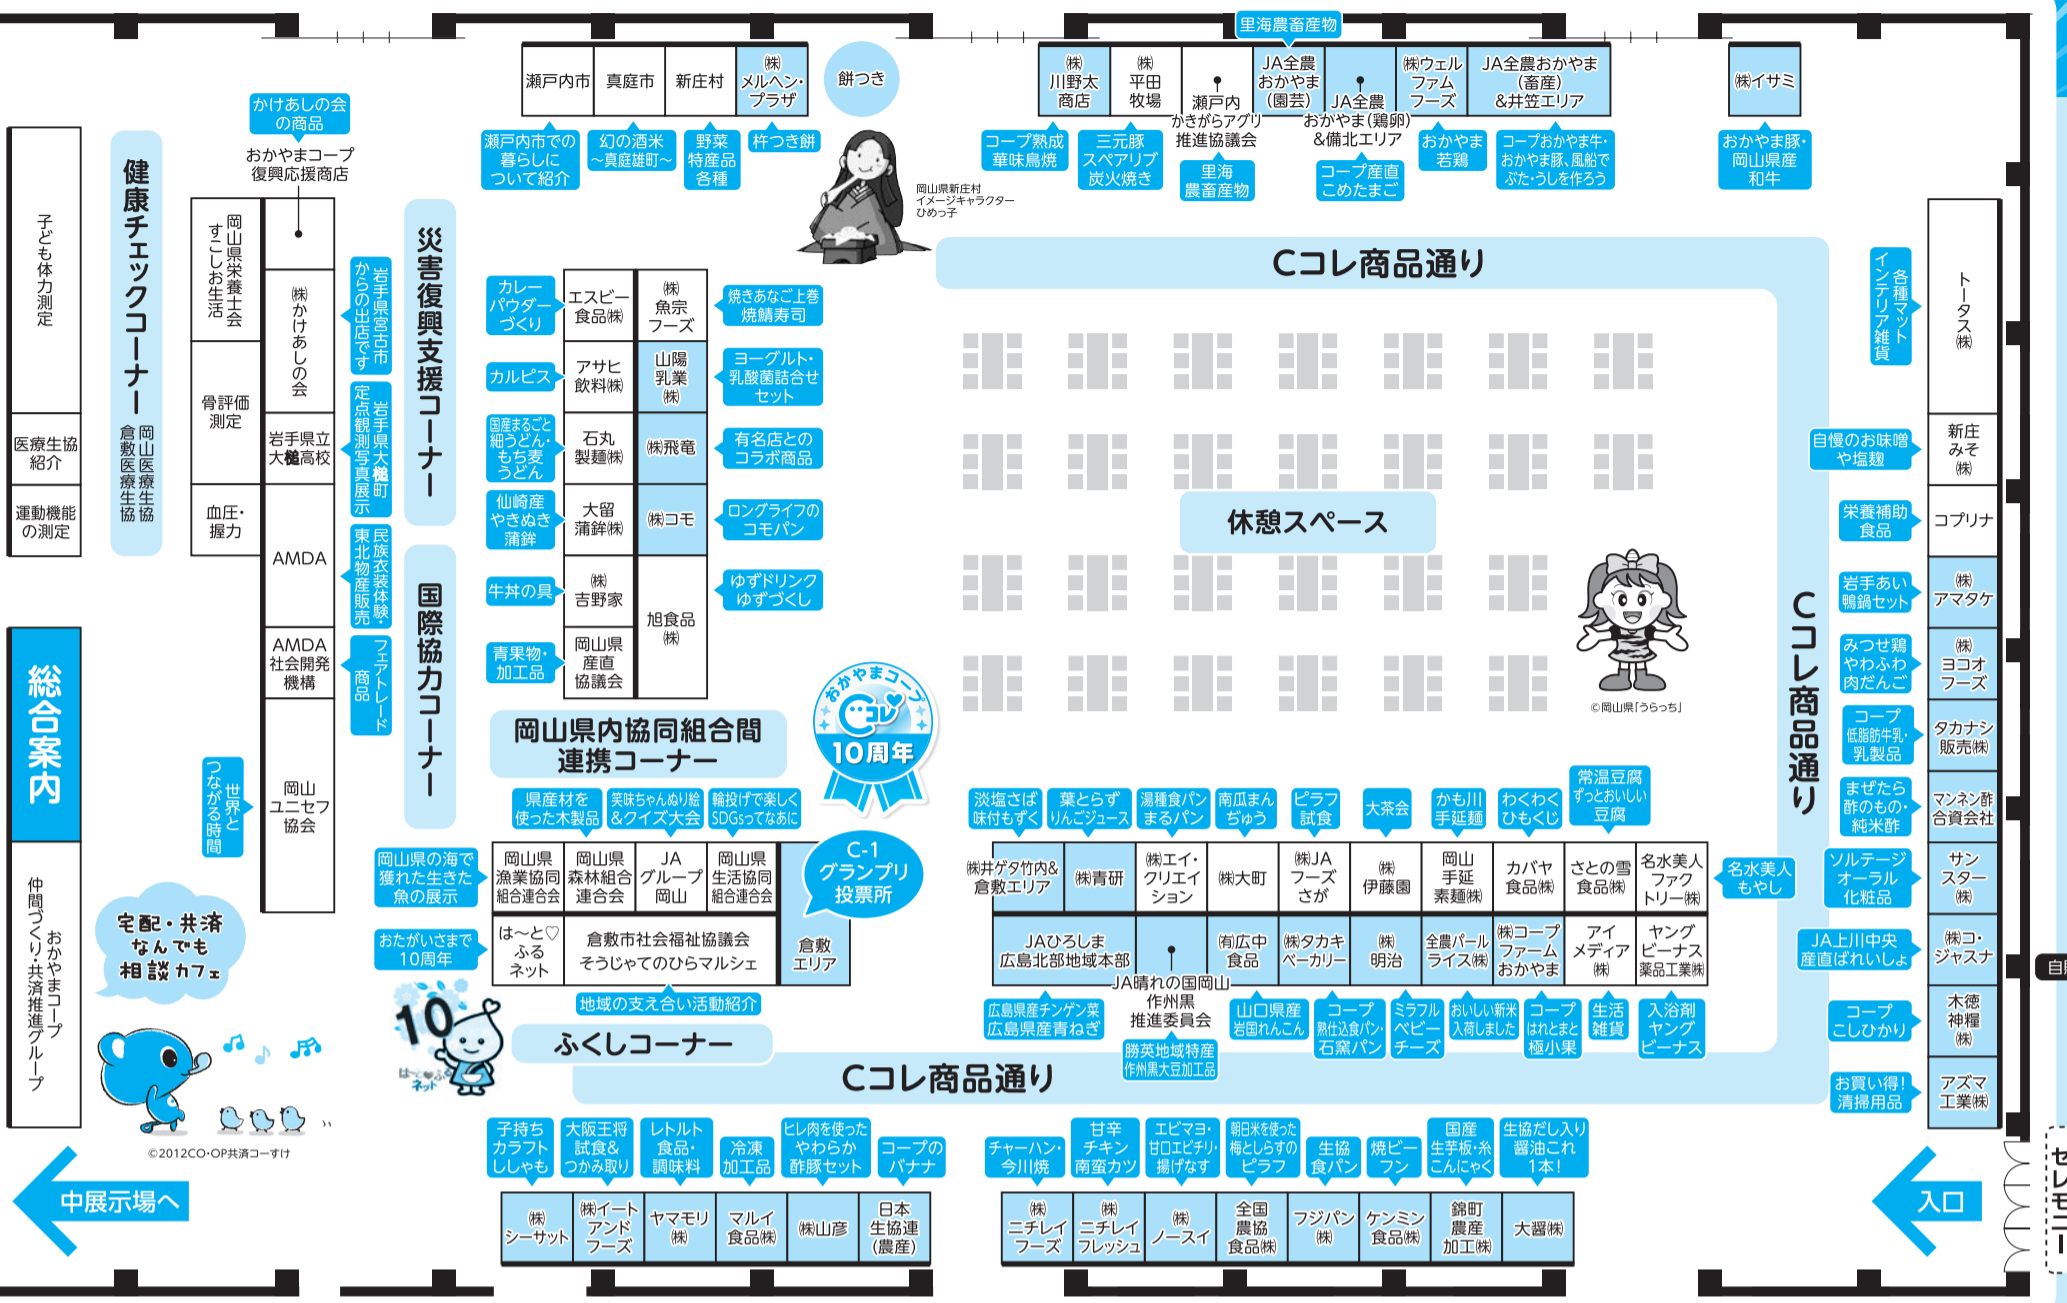 里海農畜産物
瀬戸内市
真庭市
新庄村
㈱
メルヘン・
プラザ
餅つき
㈱
川野太
商店
㈱
平田
牧場
瀬戸内
かきがらアグリ
推進協議会
JA全農
おかやま
(園芸)
JA全農
おかやま(鶏卵)
&備北エリア
㈱ウェル
ファム
フーズ
JA全農おかやま
(畜産)
&井笠エリア
㈱イサミ
瀬戸内市での
暮らしに
ついて紹介
幻の酒米
～真庭雄町～
野菜
特産品
各種
杵つき餅
岡山県新庄村
イメージキャラクター
ひめっ子
コープ熟成
華味鳥焼
三元豚
スペアリブ
炭火焼き
里海
農畜産物
コープ産直
こめたまご
おかやま
若鶏
コープおかやま牛・
おかやま豚、風船で
ぶた・うしを作ろう
おかやま豚・
岡山県産
和牛
かけあしの会
の商品
おかやまコープ
復興応援商店
子ども体力測定
医療生協
紹介
運動機能
の測定
健康チェックコーナー
岡山医療生協
倉敷医療生協
岡山県栄養士会
すこしお生活
骨評価
測定
血圧・
握力
㈱かけあしの会
岩手県立
大槌高校
AMDA
AMDA
社会開発
機構
岡山
ユニセフ
協会
岩手県宮古市
からの出店です
岩手県大槌町
定点観測写真展示
民族衣装体験・
東北物産販売
フェアトレード
商品
世界と
つながる時間
災害復興支援コーナー
国際協力コーナー
総合案内
おかやまコープ
仲間づくり・共済推進グループ
宅配・共済
なんでも
相談カフェ
©2012CO･OP共済コーすけ
中展示場へ
カレー
パウダー
づくり
エスビー
食品㈱
㈱
魚宗
フーズ
焼きあなご上巻
焼鯖寿司
カルピス
アサヒ
飲料㈱
山陽
乳業
㈱
ヨーグルト・
乳酸菌詰合せ
セット
国産まるごと
細うどん・
もち麦
うどん
石丸
製麺㈱
㈱飛竜
有名店との
コラボ商品
仙崎産
やきぬき
蒲鉾
大留
蒲鉾㈱
㈱コモ
ロングライフの
コモパン
牛丼の具
㈱
吉野家
旭食品
㈱
ゆずドリンク
ゆずづくし
青果物・
加工品
岡山県
産直
協議会
岡山県内協同組合間
連携コーナー
おかやまコープ
Cコレ
10周年
県産材を
使った木製品
笑味ちゃんぬり絵
&クイズ大会
輪投げで楽しく
SDGsってなあに
岡山県の海で
獲れた生きた
魚の展示
岡山県
漁業協同
組合連合会
岡山県
森林組合
連合会
JA
グループ
岡山
岡山県
生活協同
組合連合会
C-1
グランプリ
投票所
おたがいさまで
10周年
は〜と♡
ふる
ネット
倉敷市社会福祉協議会
そうじゃてのひらマルシェ
倉敷
エリア
地域の支え合い活動紹介
10
は〜と♥ふる
ネット
ふくしコーナー
Cコレ商品通り
休憩スペース
©岡山県「うらっち」
Cコレ商品通り
Cコレ商品通り
各種マット
インテリア雑貨
トータス㈱
自慢のお味噌
や塩麹
新庄
みそ
㈱
栄養補助
食品
コプリナ
岩手あい
鴨鍋セット
㈱
アマタケ
みつせ鶏
やわふわ
肉だんご
㈱
ヨコオ
フーズ
コープ
低脂肪牛乳・
乳製品
タカナシ
販売㈱
まぜたら
酢のもの・
純米酢
マンネン酢
合資会社
ソルテージ
オーラル
化粧品
サン
スター
㈱
JA上川中央
産直ばれいしょ
㈱コ・
ジャスナ
コープ
こしひかり
木徳
神糧
㈱
お買い得!
清掃用品
アズマ
工業㈱
淡塩さば
味付もずく
葉とらず
りんごジュース
湯種食パン
まるパン
南瓜まん
ぢゅう
ピラフ
試食
大茶会
かも川
手延麺
わくわく
ひもくじ
常温豆腐
ずっとおいしい
豆腐
㈱井ゲタ竹内&
倉敷エリア
㈱青研
㈱エイ・
クリエイ
ション
㈱大町
㈱JA
フーズ
さが
㈱
伊藤園
岡山
手延
素麺㈱
カバヤ
食品㈱
さとの雪
食品㈱
名水美人
ファク
トリー㈱
名水美人
もやし
JAひろしま
広島北部地域本部
JA晴れの国岡山
作州黒
推進委員会
㈲広中
食品
㈱タカキ
ベーカリー
㈱
明治
全農パール
ライス㈱
㈱コープ
ファーム
おかやま
アイ
メディア
㈱
ヤング
ビーナス
薬品工業㈱
広島県産チンゲン菜
広島県産青ねぎ
勝英地域特産
作州黒大豆加工品
山口県産
岩国れんこん
コープ
熟仕込食パン・
石窯パン
ミラフル
ベビー
チーズ
おいしい新米
入荷しました
コープ
はれとまと
極小果
生活
雑貨
入浴剤
ヤング
ビーナス
子持ち
カラフト
ししゃも
大阪王将
試食&
つかみ取り
レトルト
食品・
調味料
冷凍
加工品
ヒレ肉を使った
やわらか
酢豚セット
コープの
バナナ
チャーハン・
今川焼
甘辛
チキン
南蛮カツ
エビマヨ・
甘口エビチリ・
揚げなす
朝日米を使った
梅としらすの
ピラフ
生協
食パン
焼ビー
フン
国産
生芋板・糸
こんにゃく
生協だし入り
醤油これ
1本!
㈱
シーサット
㈱イート
アンド
フーズ
ヤマモリ
㈱
マルイ
食品㈱
㈱山彦
日本
生協連
(農産)
㈱
ニチレイ
フーズ
㈱
ニチレイ
フレッシュ
㈱
ノースイ
全国
農協
食品㈱
フジパン
㈱
ケンミン
食品㈱
錦町
農産
加工㈱
大醤㈱
Cコレ商品通り
入口
セレモニー